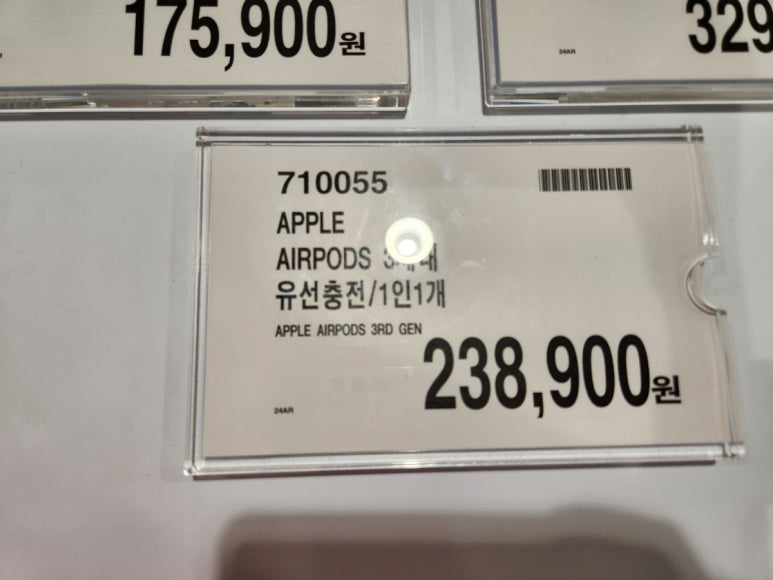 175,900원
329
24AR
710055
APPLE
AIRPODS
유선충전/1인1개
APPLE AIRPODS 3RD GEN
238,900원
24AR